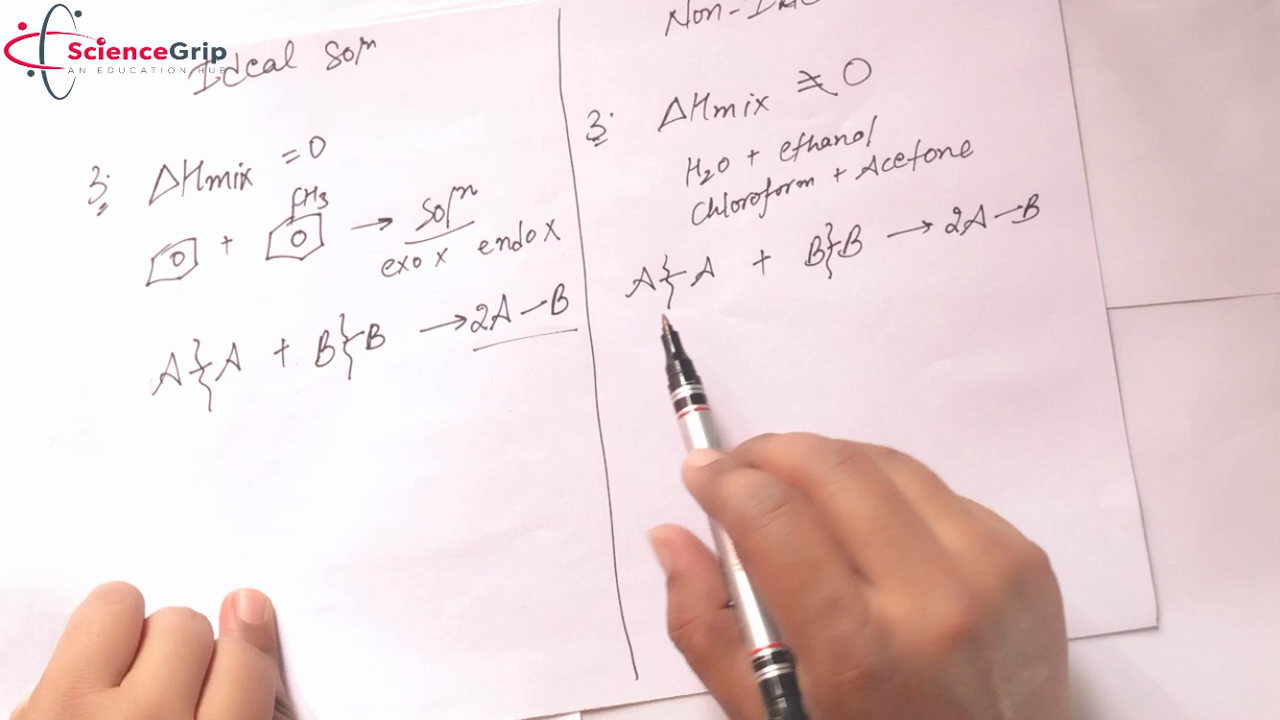 ScienceGrip
AN EDUCATION HUB
Ideal Solⁿ
3: ΔHmix = 0
CH3
+ → Solⁿ
exo x endo x
A}-A + B}-B → 2A-B
Non-
3: ΔHmix ≠ 0
H2O + ethanol
Chloroform + Acetone
A}-A + B}-B → 2A-B